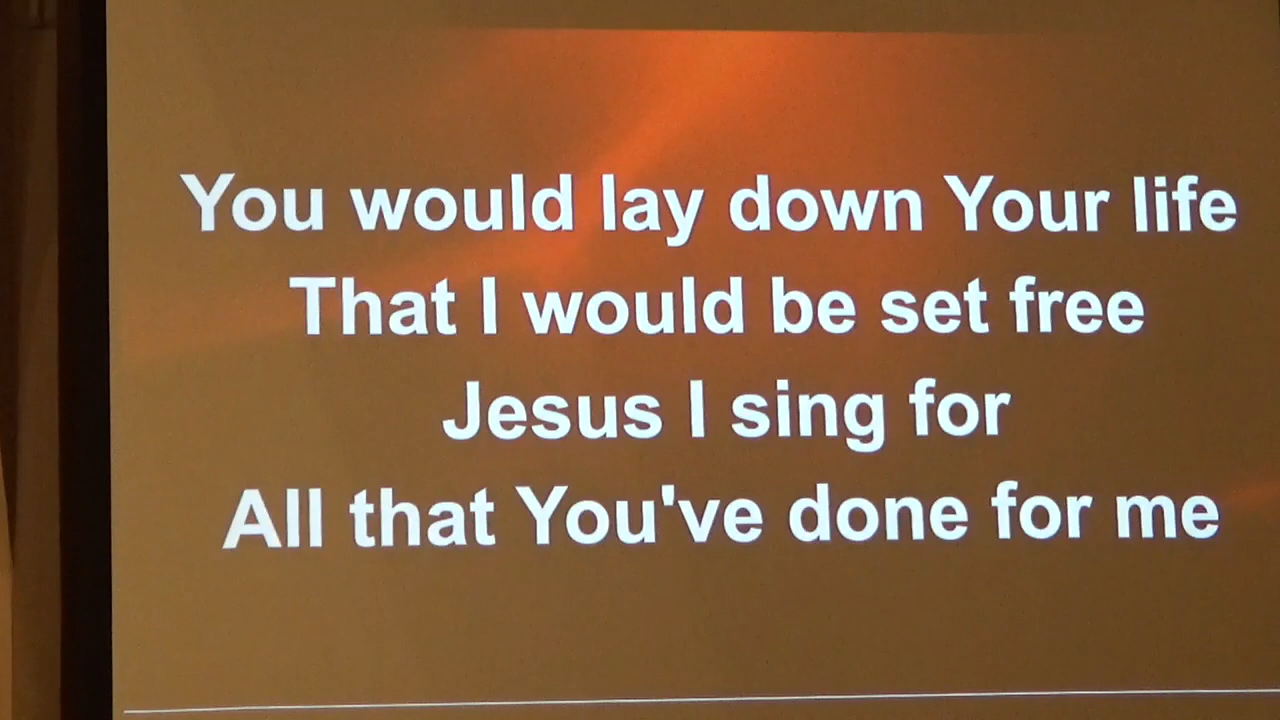 You would lay down Your life
That I would be set free
Jesus I sing for
All that You've done for me